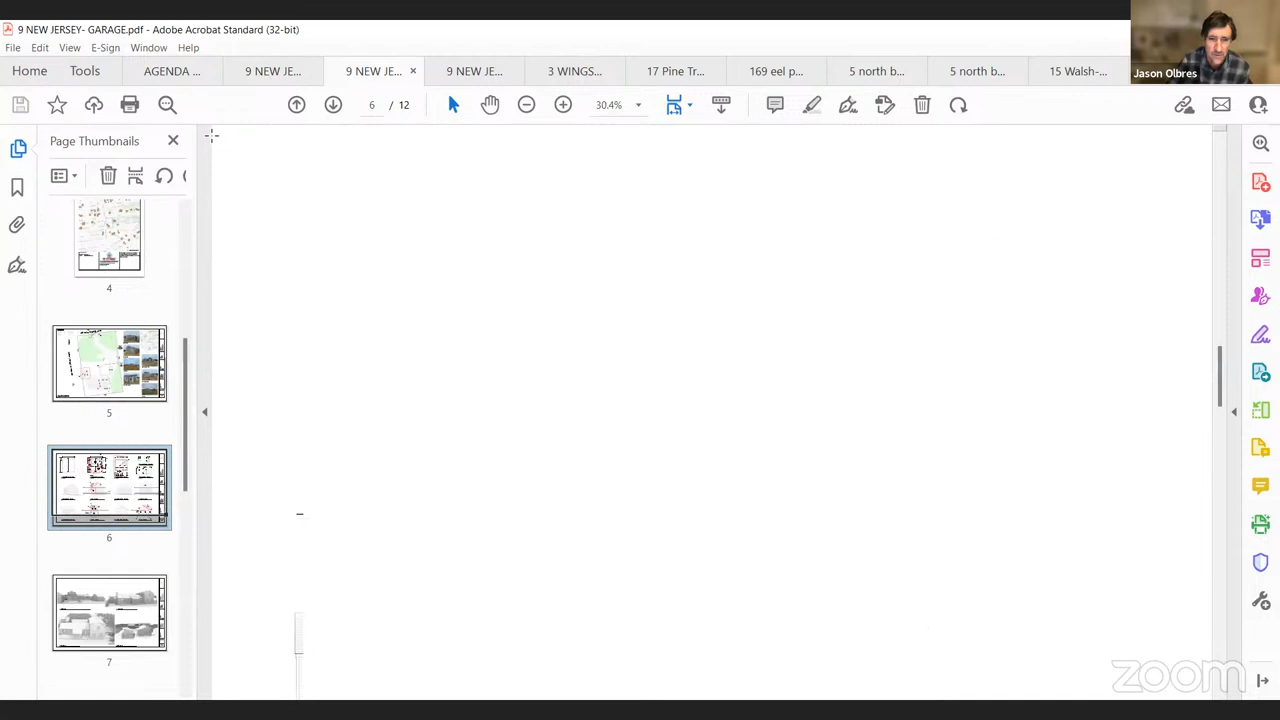 9 NEW JERSEY- GARAGE.pdf - Adobe Acrobat Standard (32-bit)
File Edit View E-Sign Window Help
Home Tools AGENDA ... 9 NEW JE... 9 NEW JE... × 9 NEW JE... 3 WINGS... 17 Pine Tr... 169 eel p... 5 north b... 5 north b... 15 Walsh-...
Jason Olbres
6 / 12 30.4%
Page Thumbnails
4
5
6
7
zoom